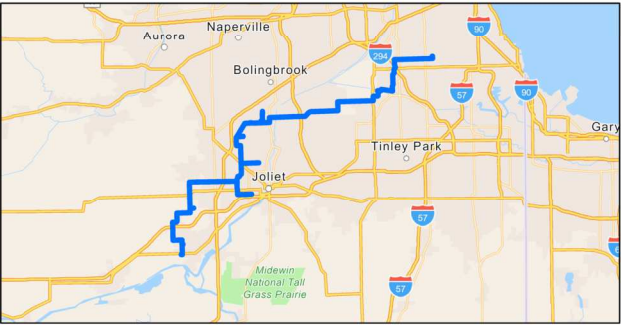 Naperville
Aurora
90
294
Bolingbrook
57
90
Gary
Tinley Park
Joliet
57
Midewin
National Tall
Grass Prairie
57